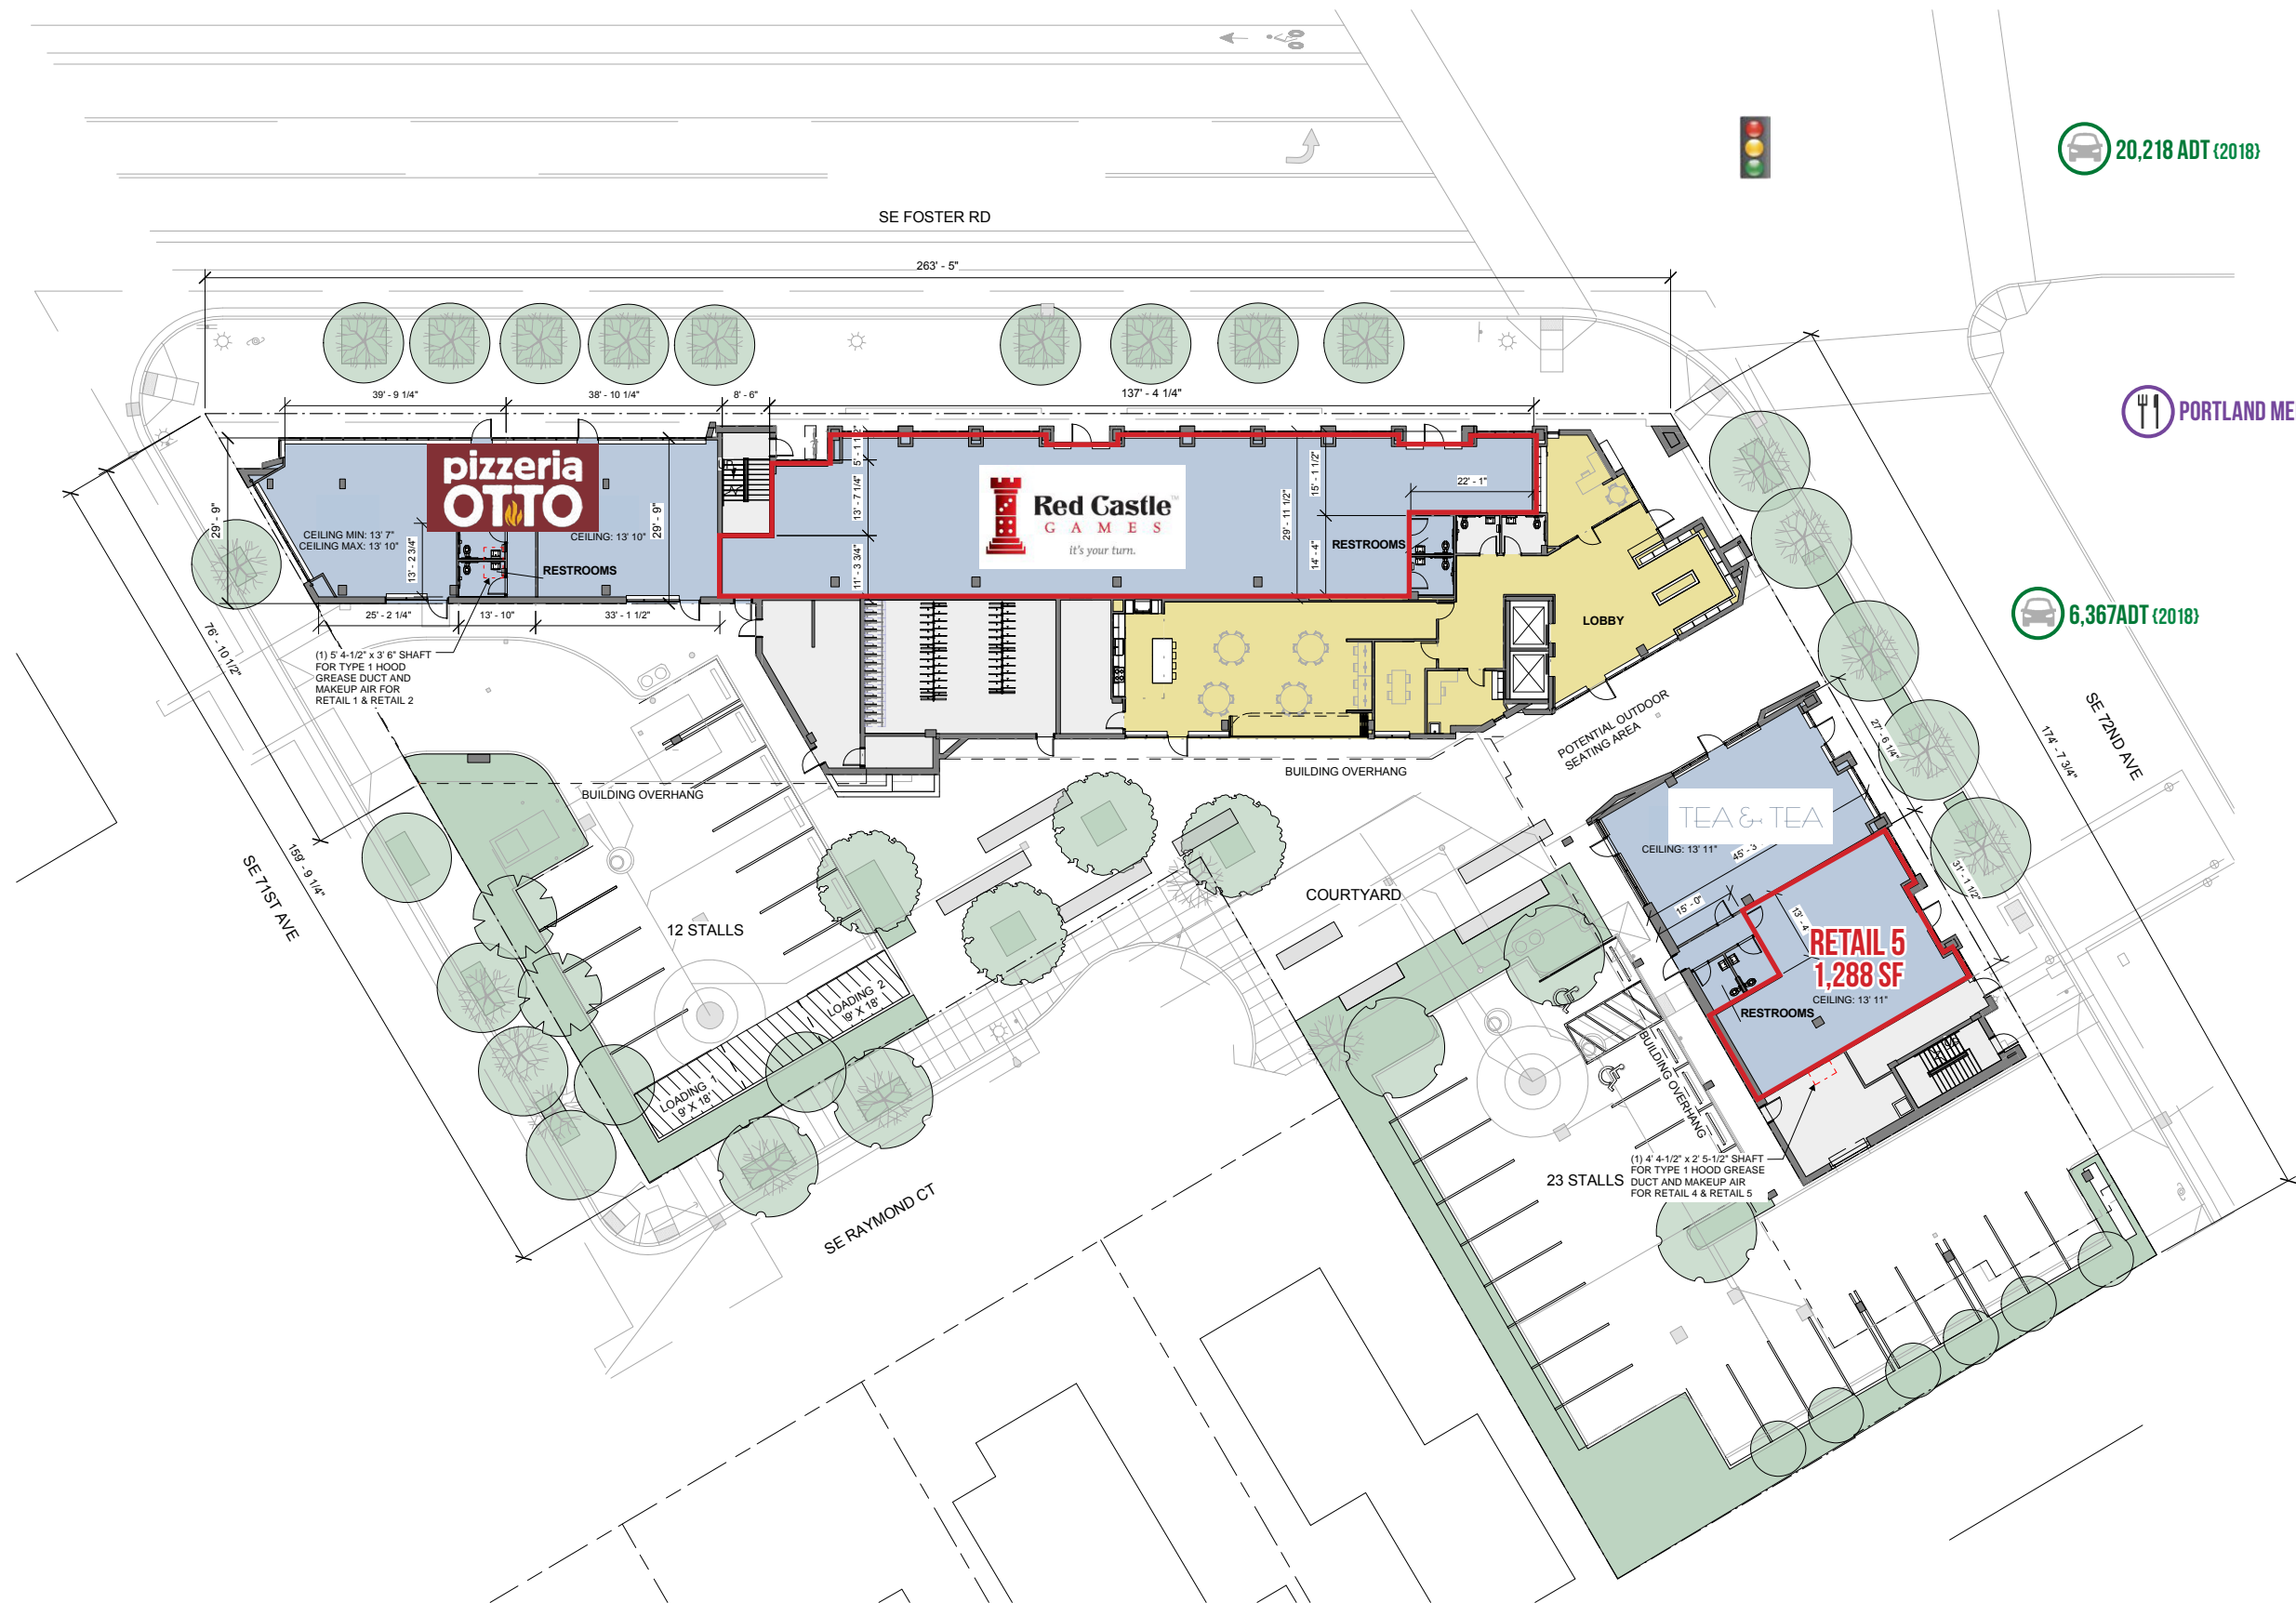 20,218 ADT {2018}
SE FOSTER RD
263' - 5"
39' - 9 1/4"
38' - 10 1/4"
8' - 6"
137' - 4 1/4"
PORTLAND ME
pizzeria
OTTO
CEILING MIN: 13' 7"
CEILING MAX: 13' 10"
CEILING: 13' 10"
29' - 9"
29' - 9"
13' - 2 3/4"
RESTROOMS
25' - 2 1/4"
13' - 10"
33' - 1 1/2"
13' - 7 1/4"
11' - 3 3/4"
Red Castle™
GAMES
it's your turn.
29' - 11 1/2"
15' - 1 1/2"
14' - 4"
22' - 1"
RESTROOMS
LOBBY
6,367ADT {2018}
(1) 5' 4-1/2" x 3' 6" SHAFT
FOR TYPE 1 HOOD
GREASE DUCT AND
MAKEUP AIR FOR
RETAIL 1 & RETAIL 2
76' - 10 1/2"
159' - 9 1/4"
SE 71ST AVE
POTENTIAL OUTDOOR
SEATING AREA
27' - 6 1/4"
174' - 7 3/4"
SE 72ND AVE
BUILDING OVERHANG
BUILDING OVERHANG
TEA & TEA
CEILING: 13' 11"
45' - 3
31' - 1 1/2"
15' - 0"
13' - 4
COURTYARD
12 STALLS
RETAIL 5
1,288 SF
CEILING: 13' 11"
RESTROOMS
LOADING 2
9' X 18'
LOADING 1
9' X 18'
BUILDING OVERHANG
(1) 4' 4-1/2" x 2' 5-1/2" SHAFT
FOR TYPE 1 HOOD GREASE
DUCT AND MAKEUP AIR
FOR RETAIL 4 & RETAIL 5
23 STALLS
SE RAYMOND CT